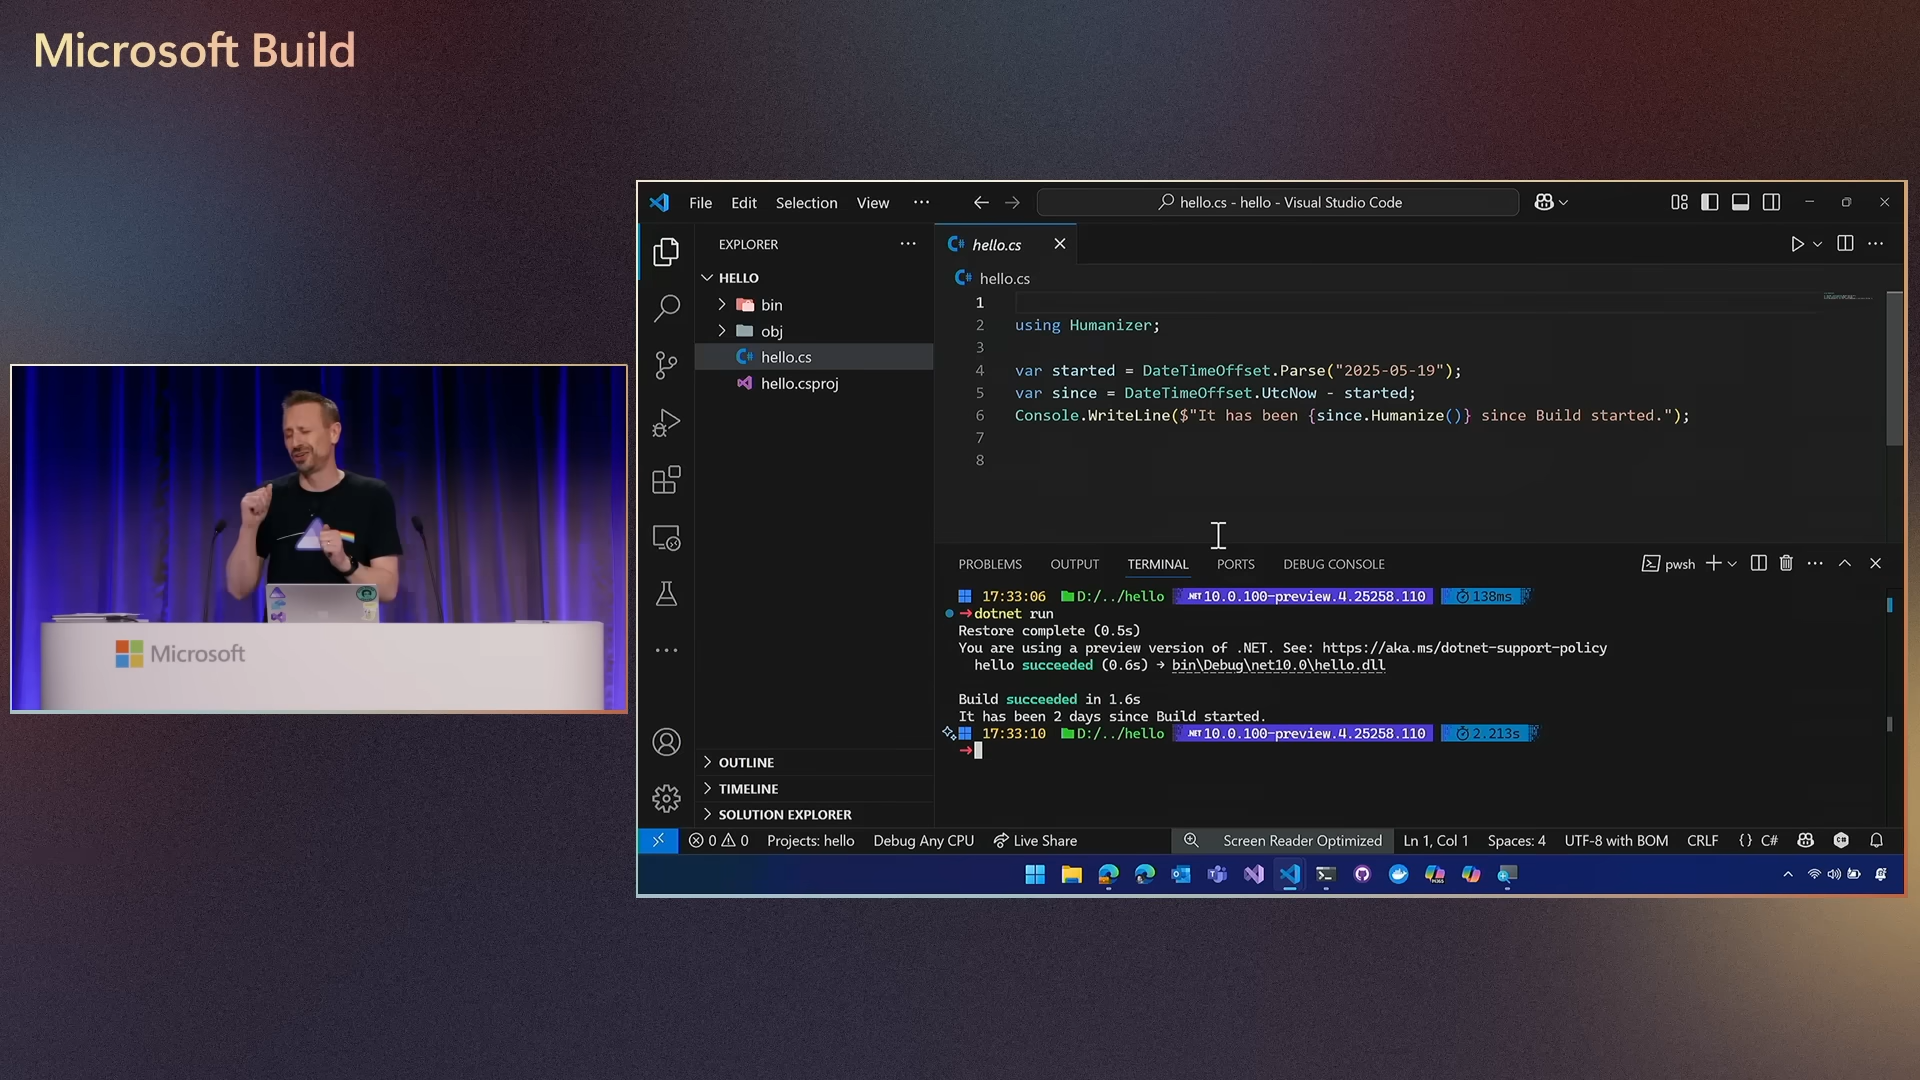 Microsoft Build
Microsoft
File Edit Selection View
hello.cs - hello - Visual Studio Code
EXPLORER
HELLO
bin
obj
hello.cs
hello.csproj
OUTLINE
TIMELINE
SOLUTION EXPLORER
hello.cs
hello.cs
1
2 using Humanizer;
3
4 var started = DateTimeOffset.Parse("2025-05-19");
5 var since = DateTimeOffset.UtcNow - started;
6 Console.WriteLine($"It has been {since.Humanize()} since Build started.");
7
8
PROBLEMS OUTPUT TERMINAL PORTS DEBUG CONSOLE
pwsh
17:33:06 D:/../hello .NET 10.0.100-preview.4.25258.110 138ms
→dotnet run
Restore complete (0.5s)
You are using a preview version of .NET. See: https://aka.ms/dotnet-support-policy
hello succeeded (0.6s) → bin\Debug\net10.0\hello.dll
Build succeeded in 1.6s
It has been 2 days since Build started.
17:33:10 D:/../hello .NET 10.0.100-preview.4.25258.110 2.213s
→
0 0 Projects: hello Debug Any CPU Live Share Screen Reader Optimized Ln 1, Col 1 Spaces: 4 UTF-8 with BOM CRLF {} C#